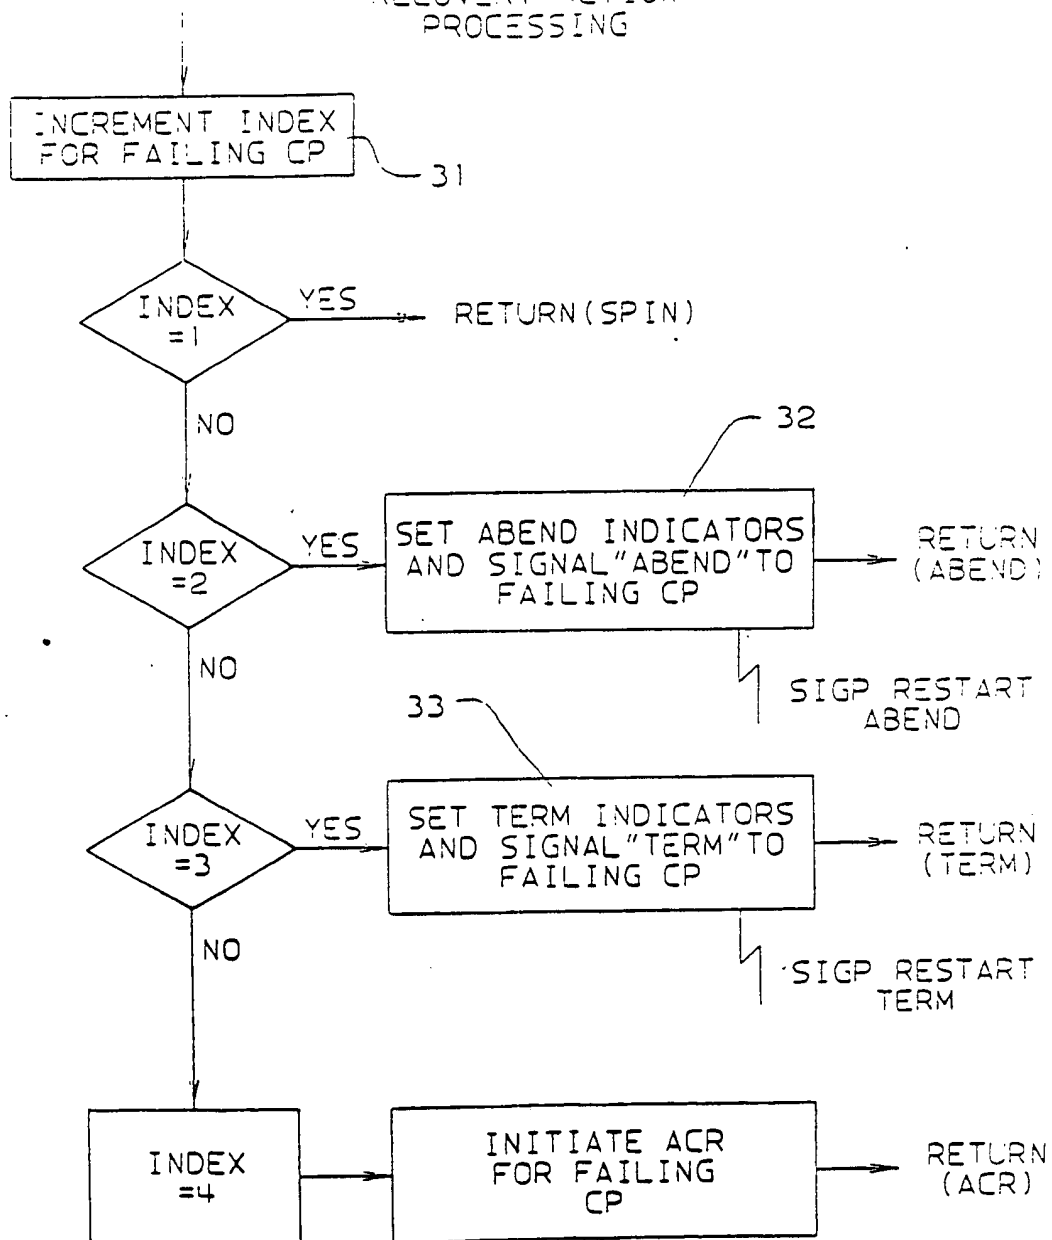 RECOVERY ACTION
PROCESSING
INCREMENT INDEX
FOR FAILING CP
31
INDEX
=1
YES
RETURN(SPIN)
NO
32
INDEX
=2
YES
SET ABEND INDICATORS
AND SIGNAL"ABEND"TO
FAILING CP
RETURN
(ABEND)
NO
SIGP RESTART
ABEND
33
INDEX
=3
YES
SET TERM INDICATORS
AND SIGNAL"TERM"TO
FAILING CP
RETURN
(TERM)
NO
SIGP RESTART
TERM
INDEX
=4
INITIATE ACR
FOR FAILING
CP
RETURN
(ACR)